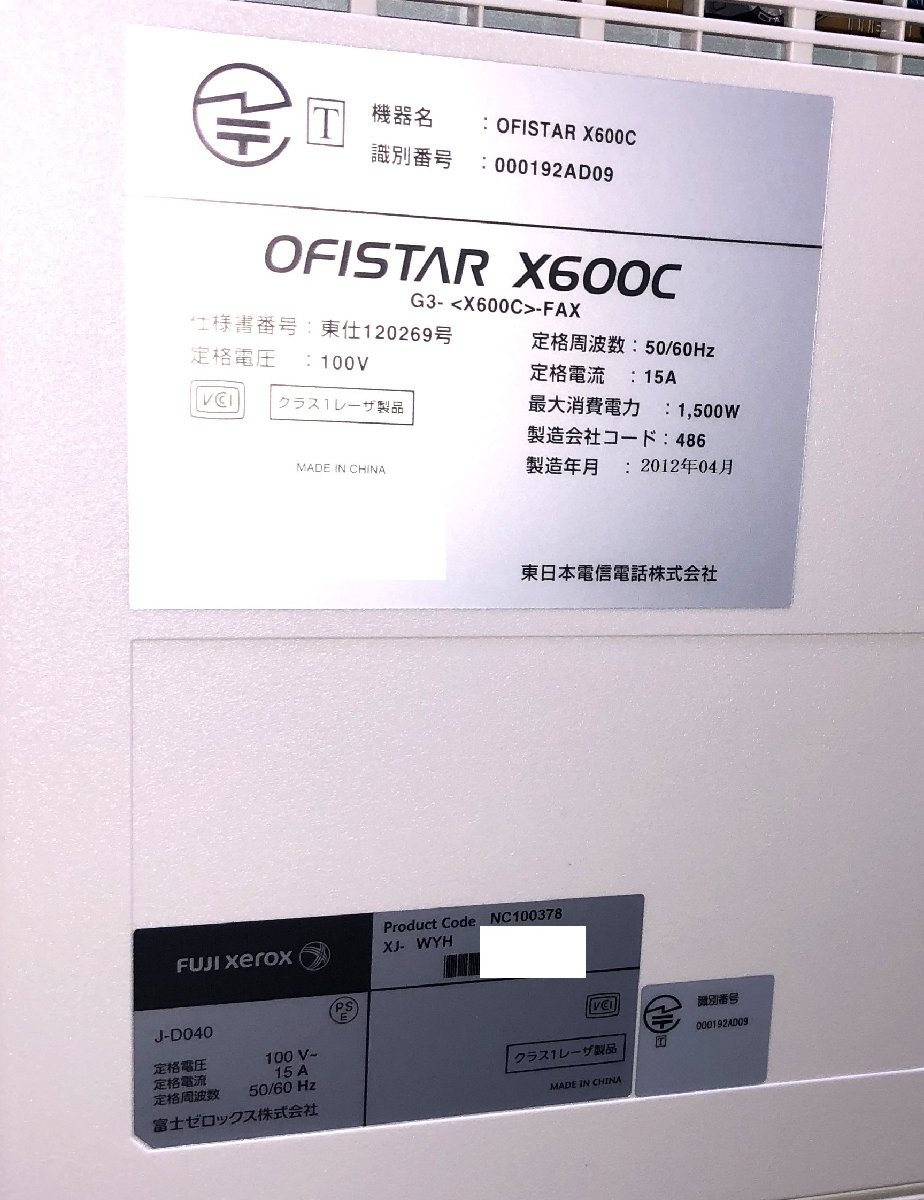 T
機器名 : OFISTAR X600C
識別番号 : 000192AD09
OFISTAR X600C
G3- <X600C>-FAX
仕様書番号 : 東仕120269号
定格電圧 : 100V
VCCI
クラス1レーザ製品
MADE IN CHINA
定格周波数 : 50/60Hz
定格電流 : 15A
最大消費電力 : 1,500W
製造会社コード : 486
製造年月 : 2012年04月
東日本電信電話株式会社
FUJI xerox
Product Code NC100378
XJ- WYH
J-D040
PS
E
定格電圧 100 V~
定格電流 15 A
定格周波数 50/60 Hz
富士ゼロックス株式会社
VCCI
クラス1レーザ製品
MADE IN CHINA
T
識別番号
000192AD09